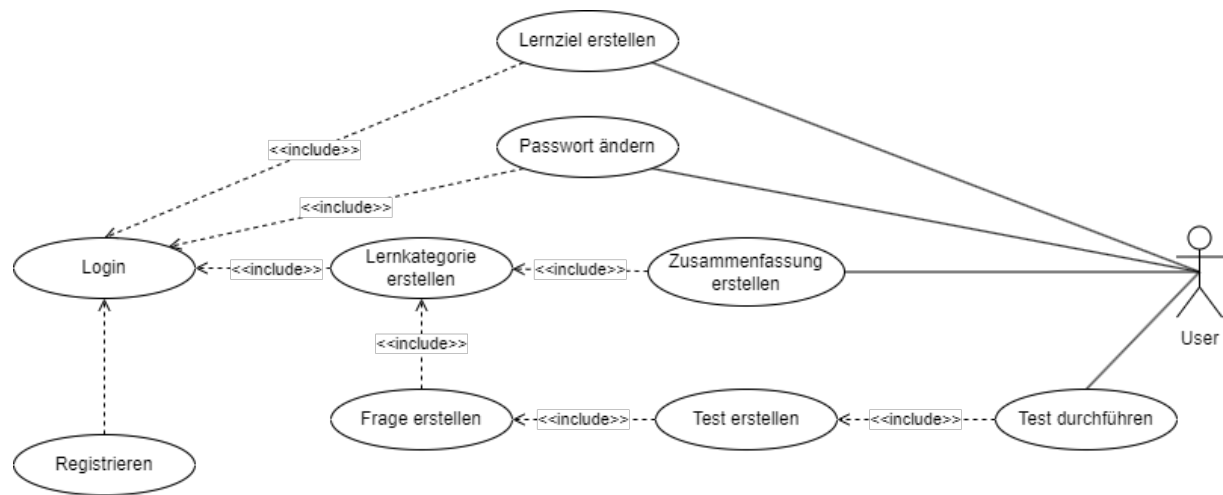 Lernziel erstellen
<<include>>
Passwort ändern
<<include>>
Login
<<include>>
Lernkategorie
erstellen
<<include>>
Zusammenfassung
erstellen
User
<<include>>
Frage erstellen
<<include>>
Test erstellen
<<include>>
Test durchführen
Registrieren